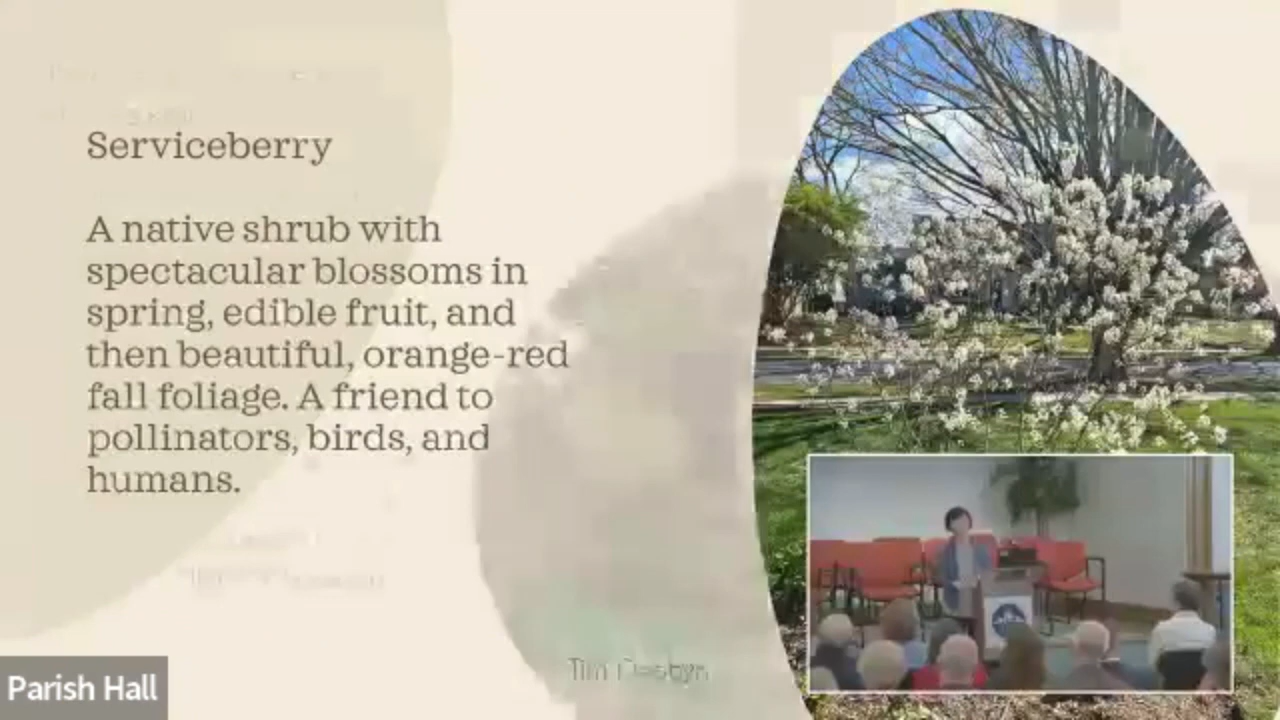 Serviceberry
A native shrub with
spectacular blossoms in
spring, edible fruit, and
then beautiful, orange-red
fall foliage. A friend to
pollinators, birds, and
humans.
Parish Hall